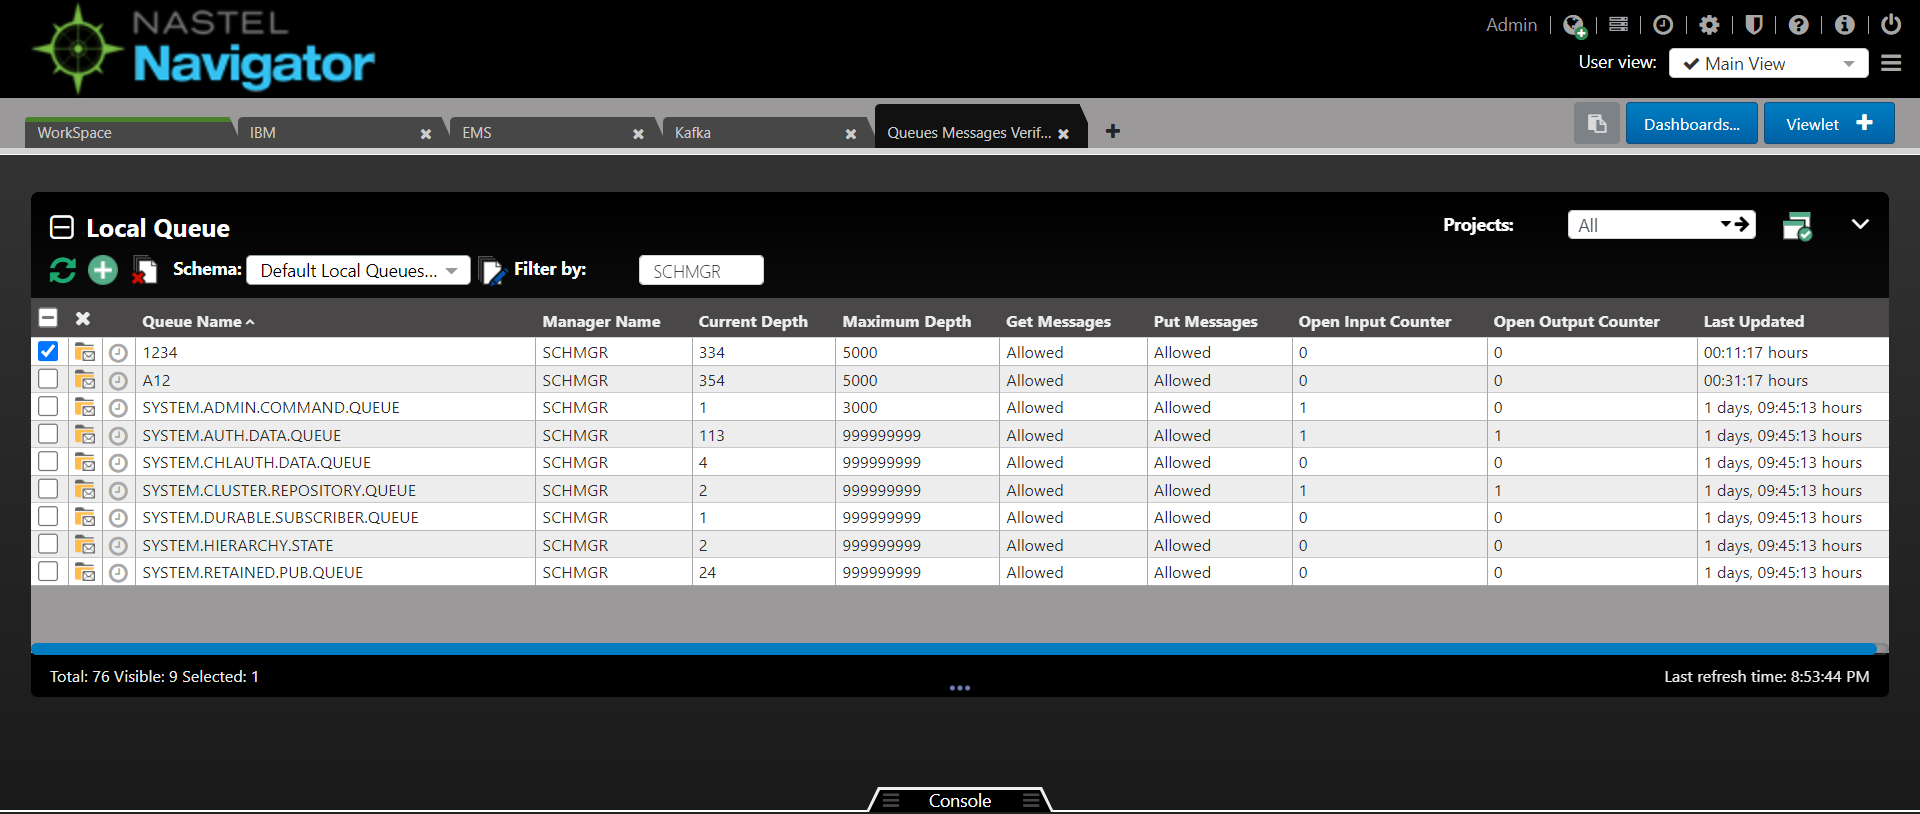 NASTEL
Navigator
Admin
User view: Main View
WorkSpace IBM EMS Kafka Queues Messages Verif... Dashboards... Viewlet
Local Queue Projects: All
Schema: Default Local Queues... Filter by: SCHMGR
Queue Name Manager Name Current Depth Maximum Depth Get Messages Put Messages Open Input Counter Open Output Counter Last Updated
1234 SCHMGR 334 5000 Allowed Allowed 0 0 00:11:17 hours
A12 SCHMGR 354 5000 Allowed Allowed 0 0 00:31:17 hours
SYSTEM.ADMIN.COMMAND.QUEUE SCHMGR 1 3000 Allowed Allowed 1 0 1 days, 09:45:13 hours
SYSTEM.AUTH.DATA.QUEUE SCHMGR 113 999999999 Allowed Allowed 1 1 1 days, 09:45:13 hours
SYSTEM.CHLAUTH.DATA.QUEUE SCHMGR 4 999999999 Allowed Allowed 0 0 1 days, 09:45:13 hours
SYSTEM.CLUSTER.REPOSITORY.QUEUE SCHMGR 2 999999999 Allowed Allowed 1 1 1 days, 09:45:13 hours
SYSTEM.DURABLE.SUBSCRIBER.QUEUE SCHMGR 1 999999999 Allowed Allowed 0 0 1 days, 09:45:13 hours
SYSTEM.HIERARCHY.STATE SCHMGR 2 999999999 Allowed Allowed 0 0 1 days, 09:45:13 hours
SYSTEM.RETAINED.PUB.QUEUE SCHMGR 24 999999999 Allowed Allowed 0 0 1 days, 09:45:13 hours
Total: 76 Visible: 9 Selected: 1 Last refresh time: 8:53:44 PM
Console